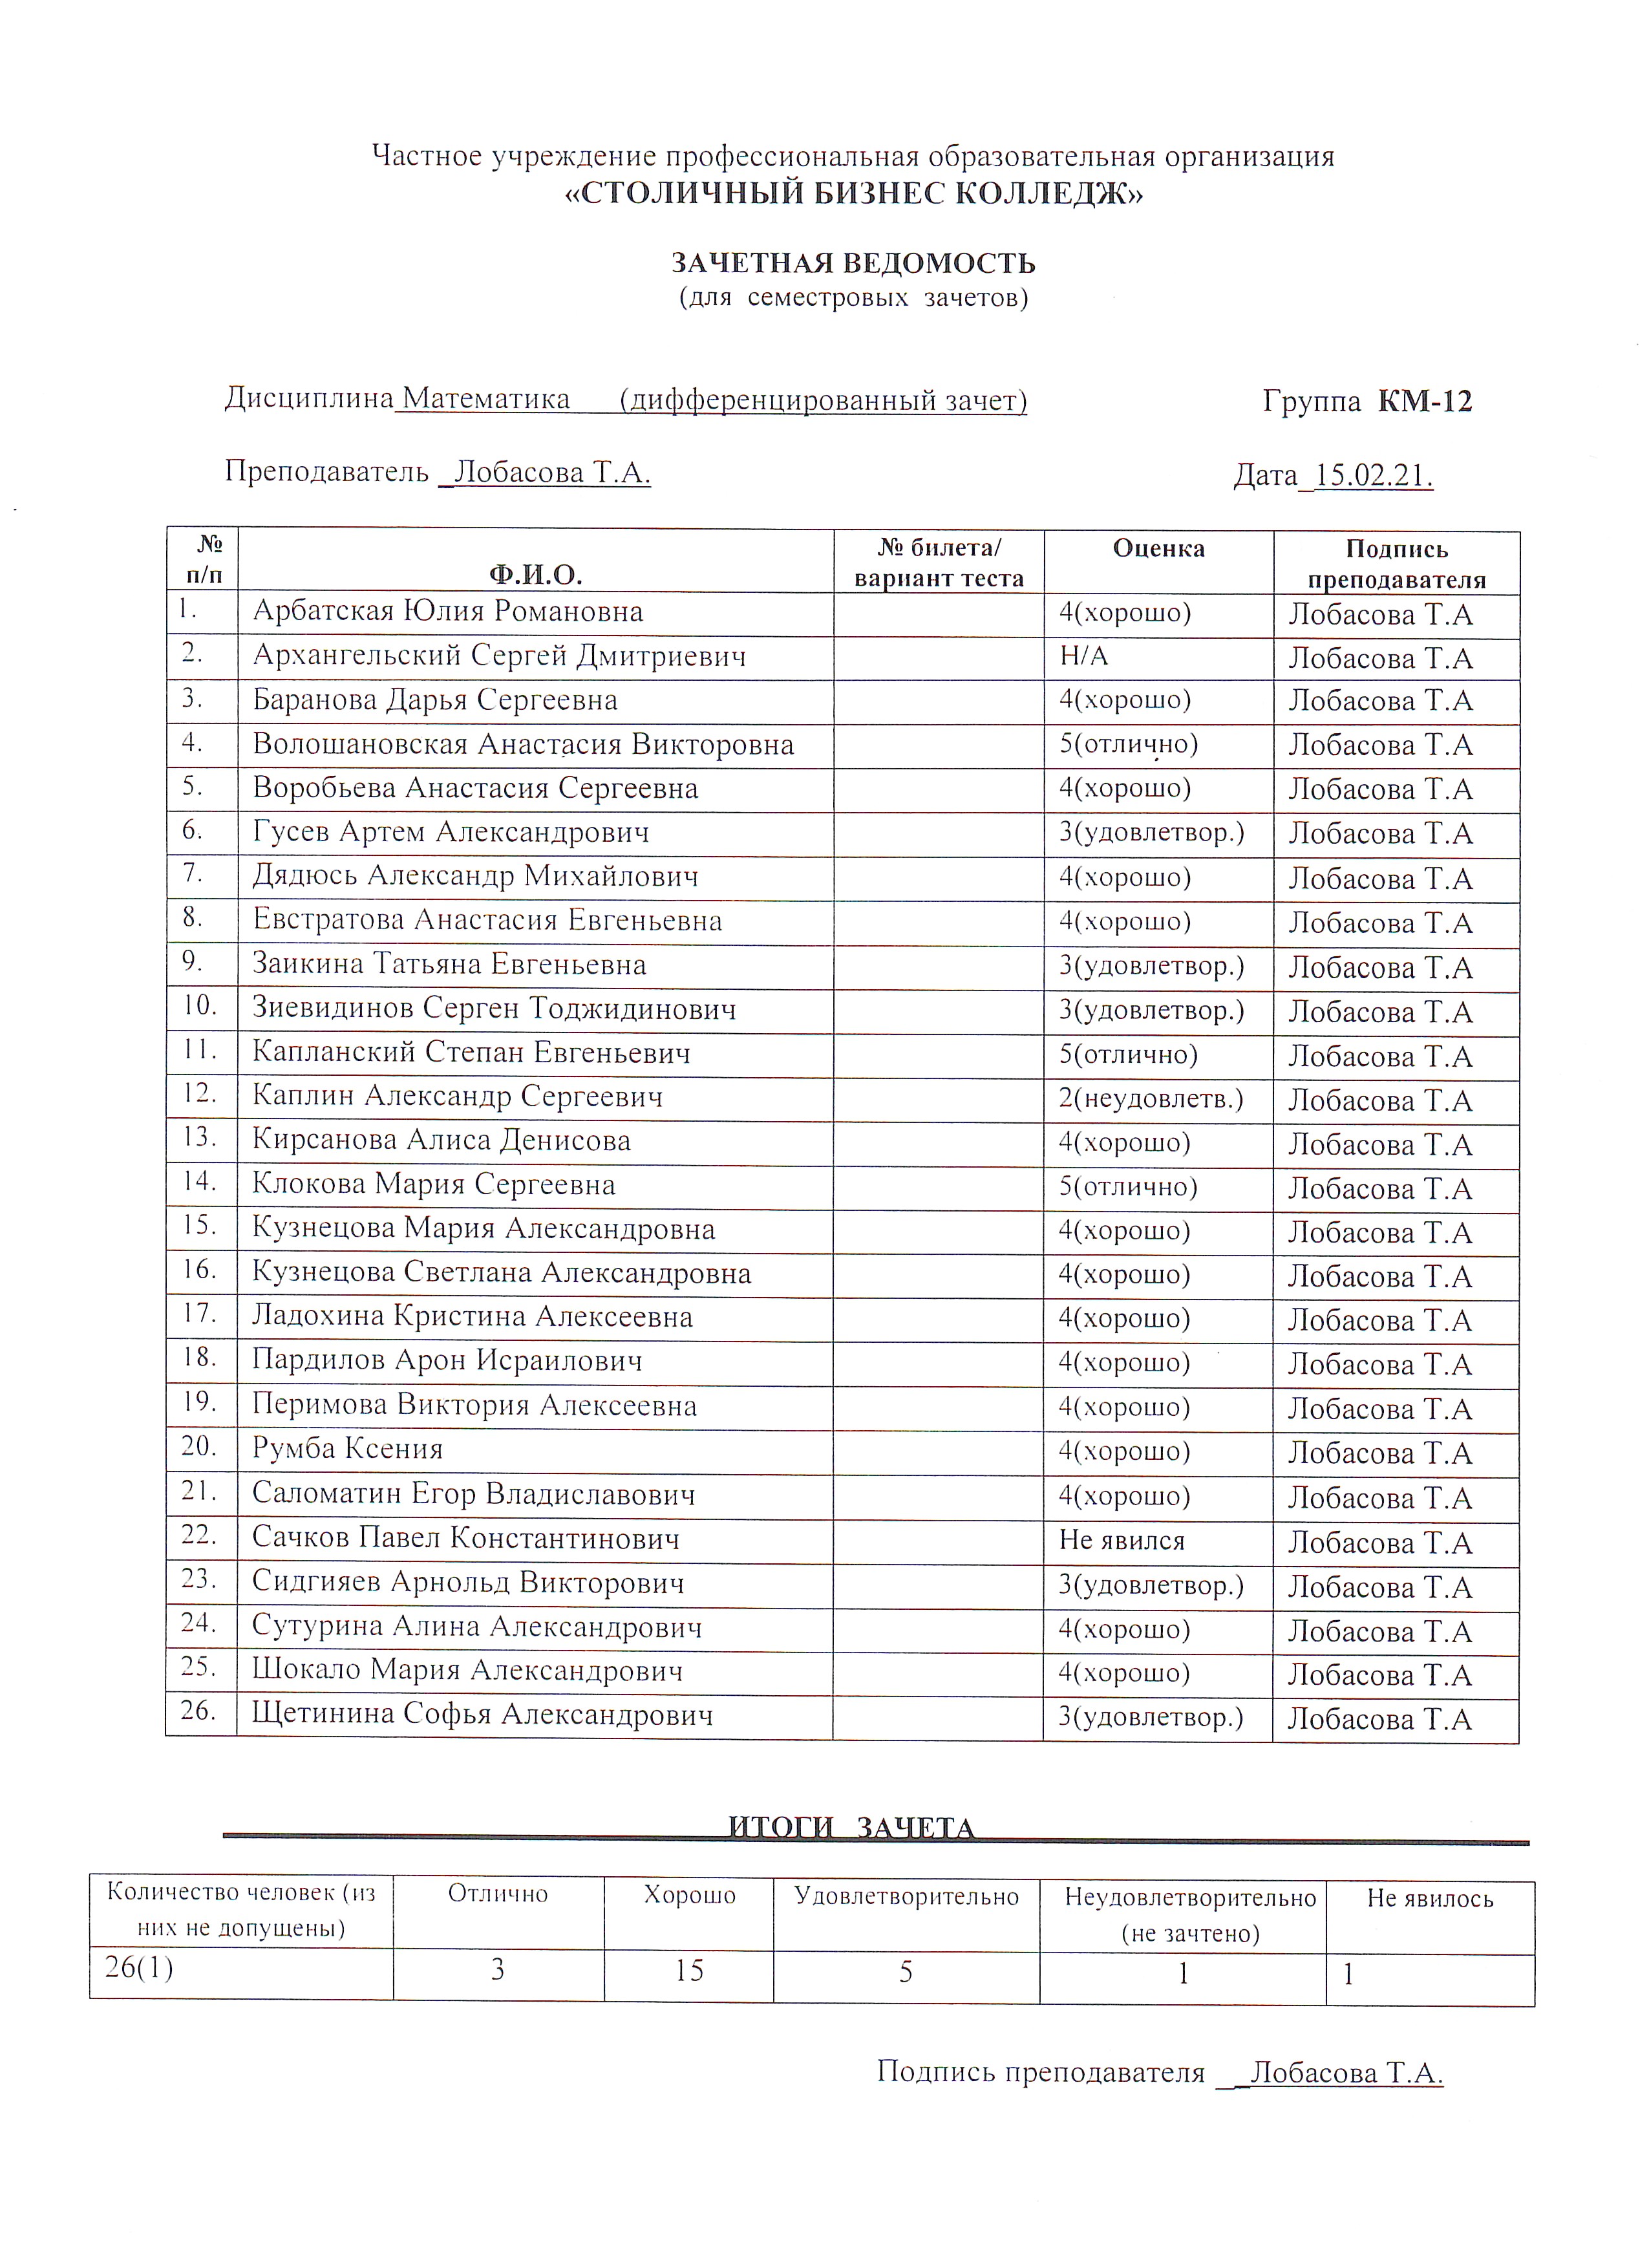 Частное учреждение профессиональная образовательная организация
«СТОЛИЧНЫЙ БИЗНЕС КОЛЛЕДЖ»
ЗАЧЕТНАЯ ВЕДОМОСТЬ
(для семестровых зачетов)
Дисциплина Математика (дифференцированный зачет) Группа КМ-12
Преподаватель _Лобасова Т.А. Дата_15.02.21.
№ п/п Ф.И.О. № билета/ вариант теста Оценка Подпись преподавателя
1. Арбатская Юлия Романовна 4(хорошо) Лобасова Т.А
2. Архангельский Сергей Дмитриевич Н/А Лобасова Т.А
3. Баранова Дарья Сергеевна 4(хорошо) Лобасова Т.А
4. Волошановская Анастасия Викторовна 5(отлично) Лобасова Т.А
5. Воробьева Анастасия Сергеевна 4(хорошо) Лобасова Т.А
6. Гусев Артем Александрович 3(удовлетвор.) Лобасова Т.А
7. Дядюсь Александр Михайлович 4(хорошо) Лобасова Т.А
8. Евстратова Анастасия Евгеньевна 4(хорошо) Лобасова Т.А
9. Заикина Татьяна Евгеньевна 3(удовлетвор.) Лобасова Т.А
10. Зиевидинов Серген Тоджидинович 3(удовлетвор.) Лобасова Т.А
11. Капланский Степан Евгеньевич 5(отлично) Лобасова Т.А
12. Каплин Александр Сергеевич 2(неудовлетв.) Лобасова Т.А
13. Кирсанова Алиса Денисова 4(хорошо) Лобасова Т.А
14. Клокова Мария Сергеевна 5(отлично) Лобасова Т.А
15. Кузнецова Мария Александровна 4(хорошо) Лобасова Т.А
16. Кузнецова Светлана Александровна 4(хорошо) Лобасова Т.А
17. Ладохина Кристина Алексеевна 4(хорошо) Лобасова Т.А
18. Пардилов Арон Исраилович 4(хорошо) Лобасова Т.А
19. Перимова Виктория Алексеевна 4(хорошо) Лобасова Т.А
20. Румба Ксения 4(хорошо) Лобасова Т.А
21. Саломатин Егор Владиславович 4(хорошо) Лобасова Т.А
22. Сачков Павел Константинович Не явился Лобасова Т.А
23. Сидгияев Арнольд Викторович 3(удовлетвор.) Лобасова Т.А
24. Сутурина Алина Александрович 4(хорошо) Лобасова Т.А
25. Шокало Мария Александрович 4(хорошо) Лобасова Т.А
26. Щетинина Софья Александрович 3(удовлетвор.) Лобасова Т.А
ИТОГИ ЗАЧЕТА
Количество человек (из Отлично Хорошо Удовлетворительно Неудовлетворительно Не явилось
них не допущены) (не зачтено)
26(1) 3 15 5 1 1
Подпись преподавателя __Лобасова Т.А.